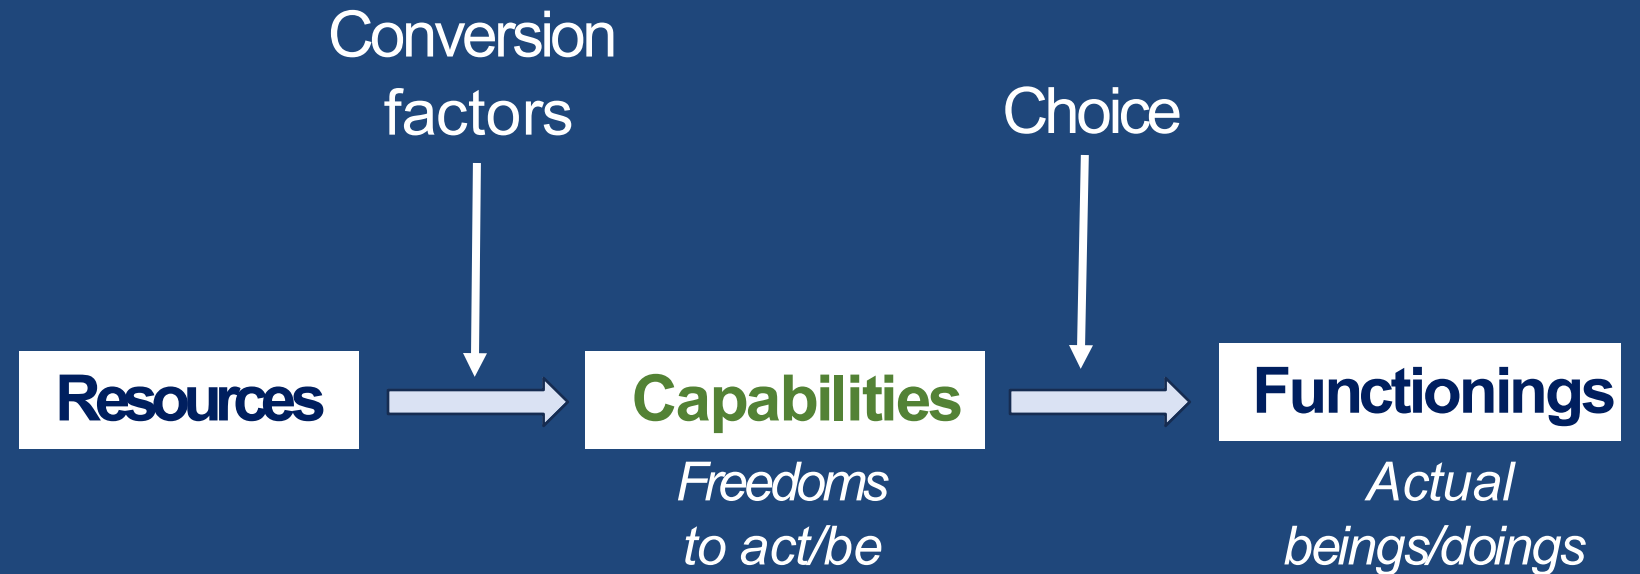 Conversion
factors
Choice
Resources
Capabilities
Functionings
Freedoms
to act/be
Actual
beings/doings